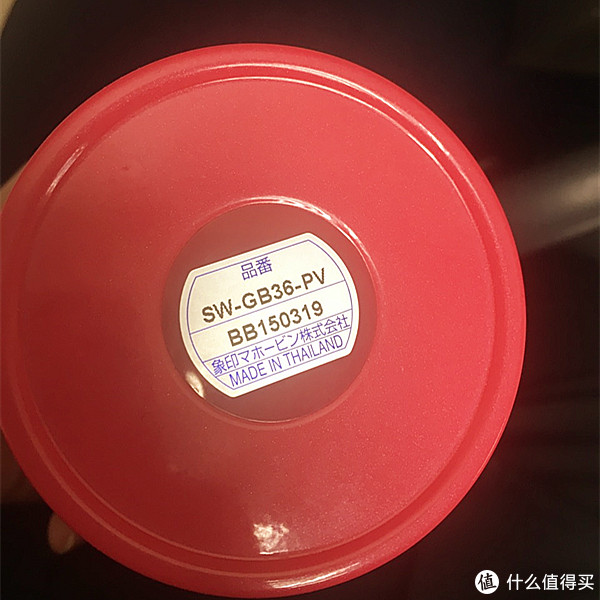 品番
SW-GB36-PV
BB150319
象印マホービン株式会社
MADE IN THAILAND
值 什么值得买